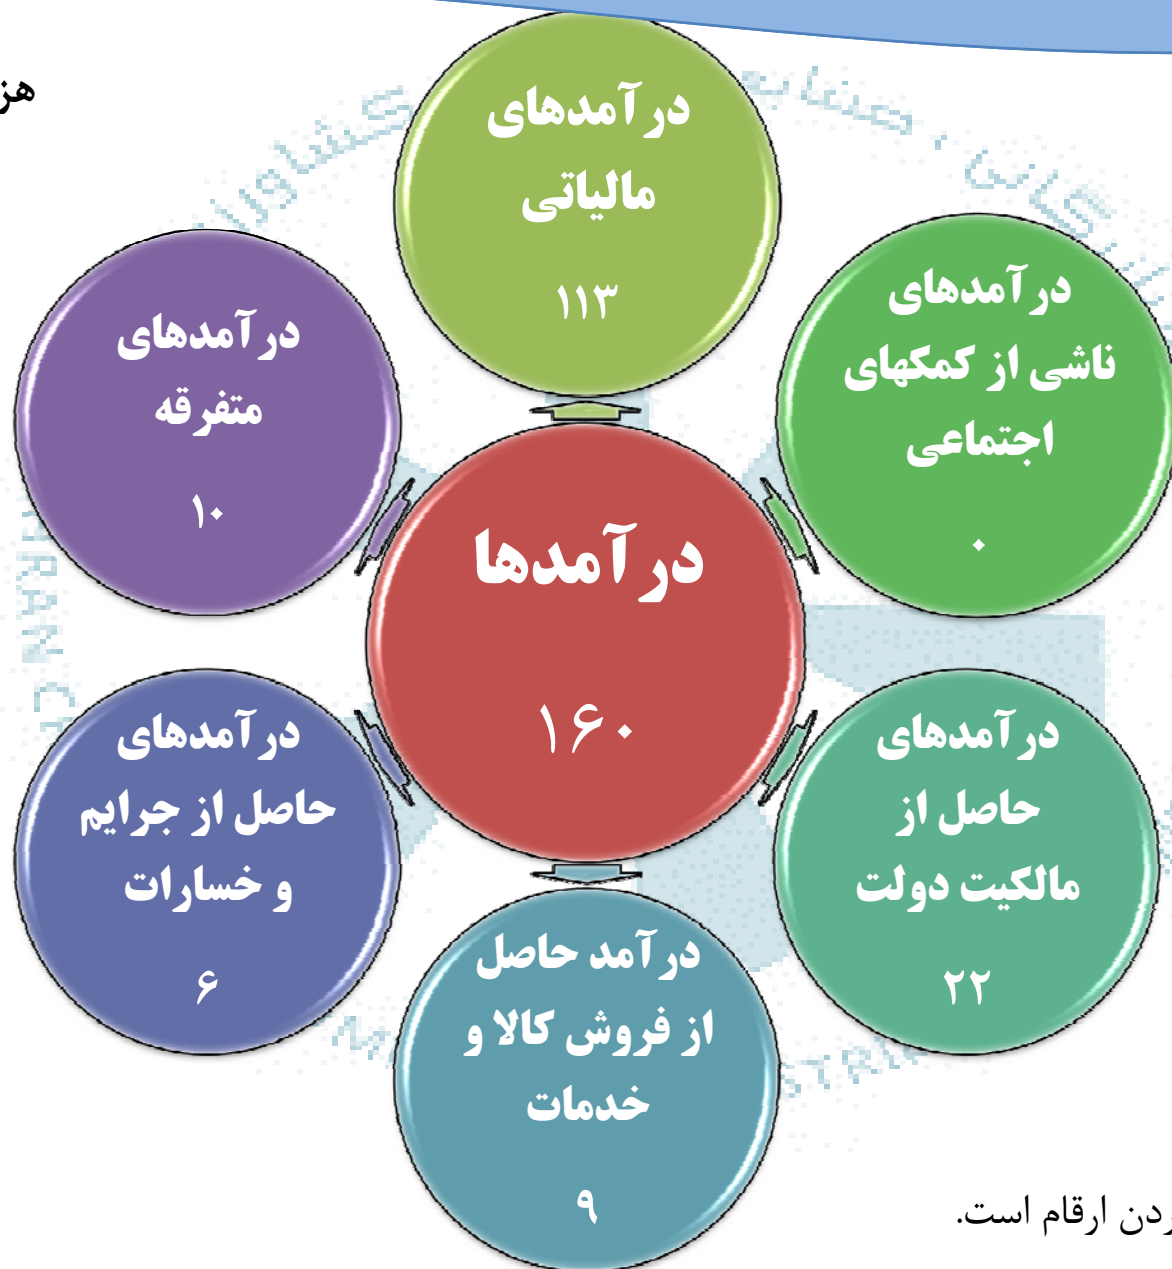 درآمدهای
مالیاتی
۱۱۳
درآمدهای
ناشی از کمکهای
اجتماعی
۰
درآمدهای
متفرقه
۱۰
درآمدها
۱۶۰
درآمدهای
حاصل از
مالکیت دولت
۲۲
درآمدهای
حاصل از جرایم
و خسارات
۶
درآمد حاصل
از فروش کالا و
خدمات
۹
ارقام است.